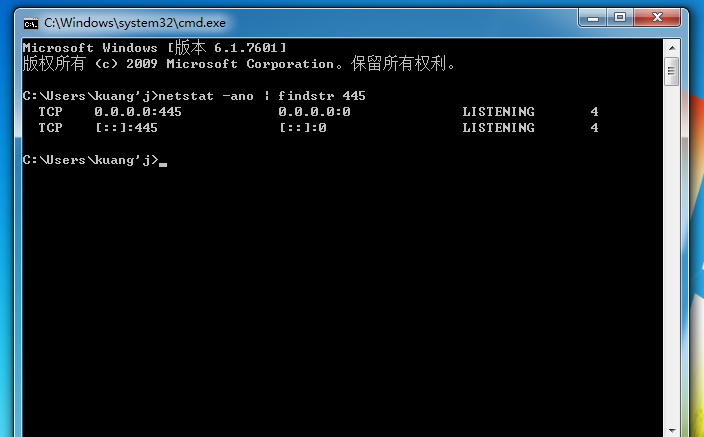 C:\Windows\system32\cmd.exe
Microsoft Windows [版本 6.1.7601]
版权所有 (c) 2009 Microsoft Corporation。保留所有权利。
C:\Users\kuang'j>netstat -ano | findstr 445
TCP 0.0.0.0:445 0.0.0.0:0 LISTENING 4
TCP [::]:445 [::]:0 LISTENING 4
C:\Users\kuang'j>